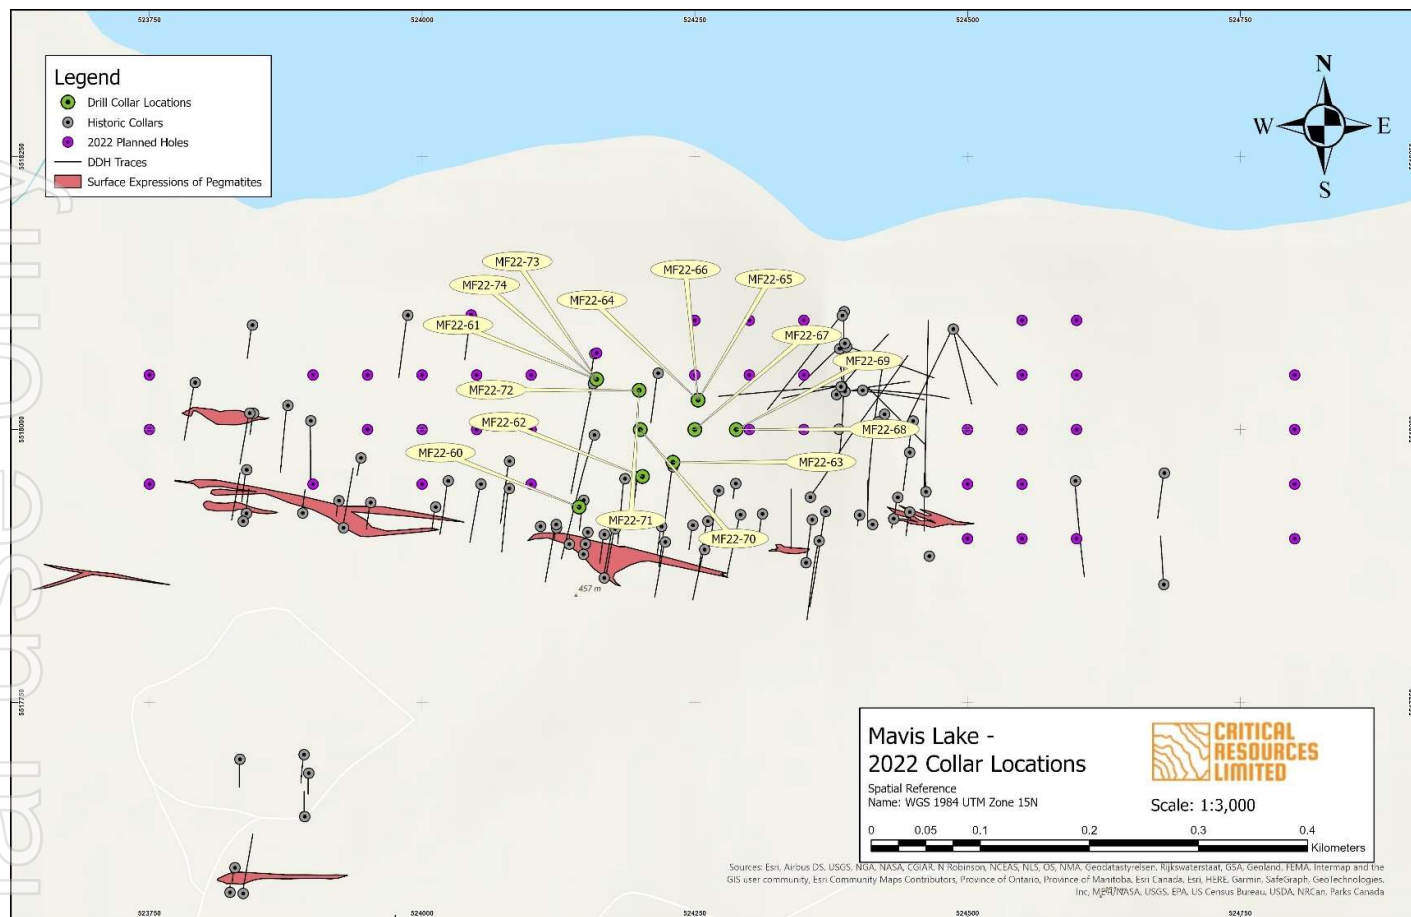 523750 524000 524250 524500 524750
Legend
Drill Collar Locations
Historic Collars
2022 Planned Holes
DDH Traces
Surface Expressions of Pegmatites
N
W E
S
5518250
MF22-73
MF22-74
MF22-66
MF22-65
MF22-64
MF22-61
MF22-67
MF22-69
MF22-72
MF22-62
MF22-68
MF22-60
MF22-63
MF22-71
MF22-70
5518000
457 m
5517750
Mavis Lake -
2022 Collar Locations
Spatial Reference
Name: WGS 1984 UTM Zone 15N
CRITICAL
RESOURCES
LIMITED
Scale: 1:3,000
0 0.05 0.1 0.2 0.3 0.4
Kilometers
Sources: Esri, Airbus DS, USGS, NGA, NASA, CGIAR, N Robinson, NCEAS, NLS, OS, NMA, Geodatastyrelsen, Rijkswaterstaat, GSA, Geoland, FEMA, Intermap and the
GIS user community, Esri Community Maps Contributors, Province of Ontario, Province of Manitoba, Esri Canada, Esri, HERE, Garmin, SafeGraph, GeoTechnologies,
Inc, METI/NASA, USGS, EPA, US Census Bureau, USDA, NRCan, Parks Canada
523750 524000 524250 524500 524750